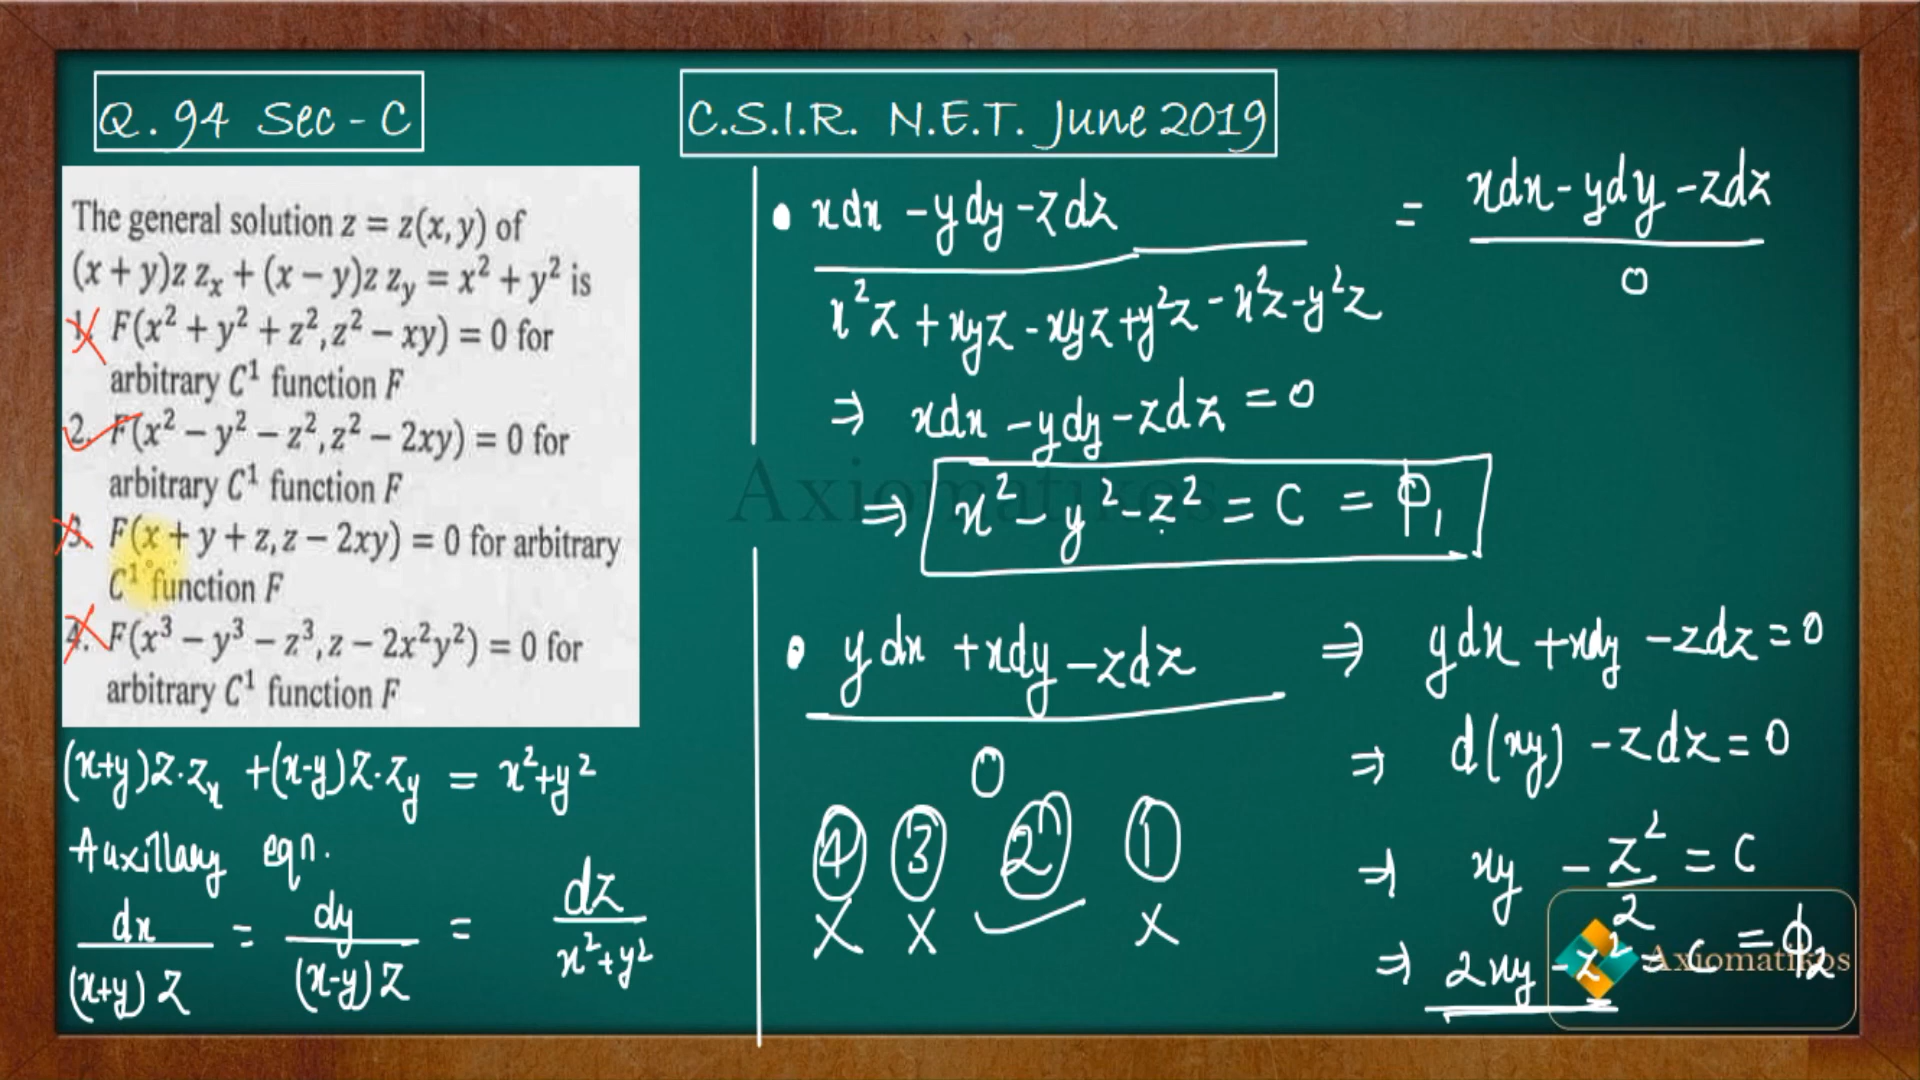 Q. 94 Sec - C
C.S.I.R. N.E.T. June 2019
The general solution z = z(x, y) of
(x + y)z zₓ + (x − y)z z_y = x² + y² is
1. F(x² + y² + z², z² − xy) = 0 for
arbitrary C¹ function F
2. F(x² − y² − z², z² − 2xy) = 0 for
arbitrary C¹ function F
3. F(x + y + z, z − 2xy) = 0 for arbitrary
C¹ function F
4. F(x³ − y³ − z³, z − 2x²y²) = 0 for
arbitrary C¹ function F
(x+y)z·zₓ + (x-y)z·z_y = x²+y²
Auxillary eqn.
dx/(x+y)z = dy/(x-y)z = dz/x²+y²
• xdx - ydy - zdz / x²z + xyz - xyz + y²z - x²z - y²z = xdx - ydy - zdz / 0
⇒ xdx - ydy - zdz = 0
⇒ x² - y² - z² = C = φ₁
• ydx + xdy - zdz / 0 ⇒ ydx + xdy - zdz = 0
⇒ d(xy) - zdz = 0
⇒ xy - z²/2 = C
⇒ 2xy - z² = C = φ₂
④ ③ ② ①
× × ✓ ×
Axiomatikos
Axiomatikos